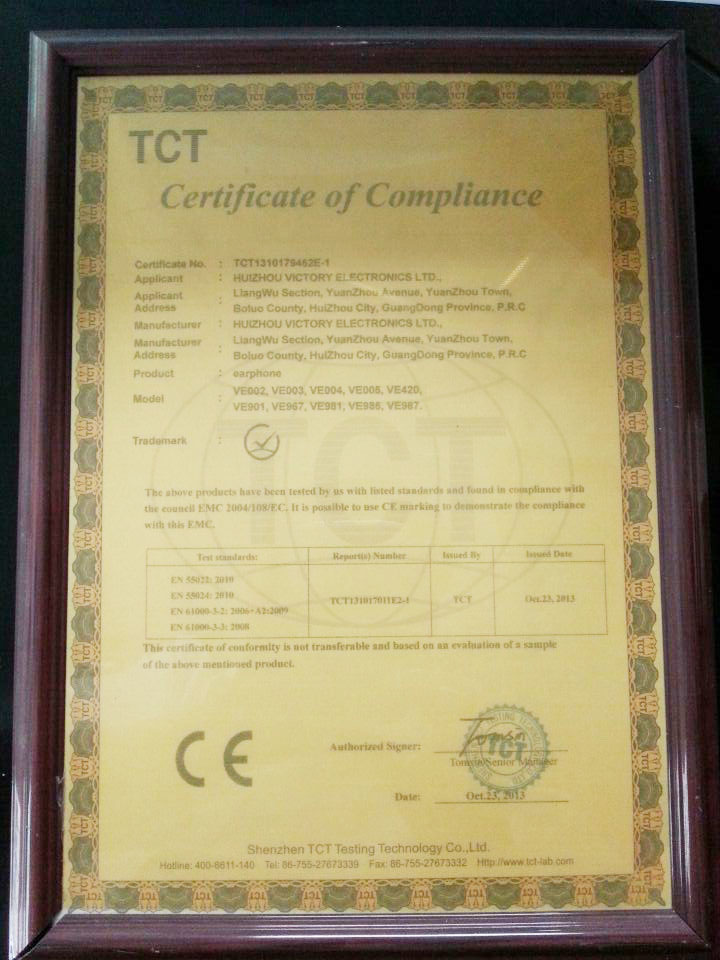 TCT
Certificate of Compliance
Certificate No. : TCT1310179462E-1
Applicant : HUIZHOU VICTORY ELECTRONICS LTD.,
Applicant Address : LiangWu Section, YuanZhou Avenue, YuanZhou Town,
Boluo County, HuiZhou City, GuangDong Province, P.R.C
Manufacturer : HUIZHOU VICTORY ELECTRONICS LTD.,
Manufacturer Address : LiangWu Section, YuanZhou Avenue, YuanZhou Town,
Boluo County, HuiZhou City, GuangDong Province, P.R.C
Product : earphone
Model : VE002, VE003, VE004, VE005, VE420,
VE901, VE967, VE981, VE986, VE987.
Trademark :
The above products have been tested by us with listed standards and found in compliance with
the council EMC 2004/108/EC. It is possible to use CE marking to demonstrate the compliance
with this EMC.
Test standards: Report(s) Number Issued By Issued Date
EN 55022: 2010
EN 55024: 2010
EN 61000-3-2: 2006+A2:2009
EN 61000-3-3: 2008
TCT131017011E2-1 TCT Oct.23, 2013
This certificate of conformity is not transferable and based on an evaluation of a sample
of the above mentioned product.
CE
Authorized Signer:
Tomsin
Tomsin/Senior Manager
TCT
Date: Oct.23, 2013
Shenzhen TCT Testing Technology Co.,Ltd.
Hotline: 400-6611-140 Tel: 86-755-27673339 Fax: 86-755-27673332 Http://www.tct-lab.com